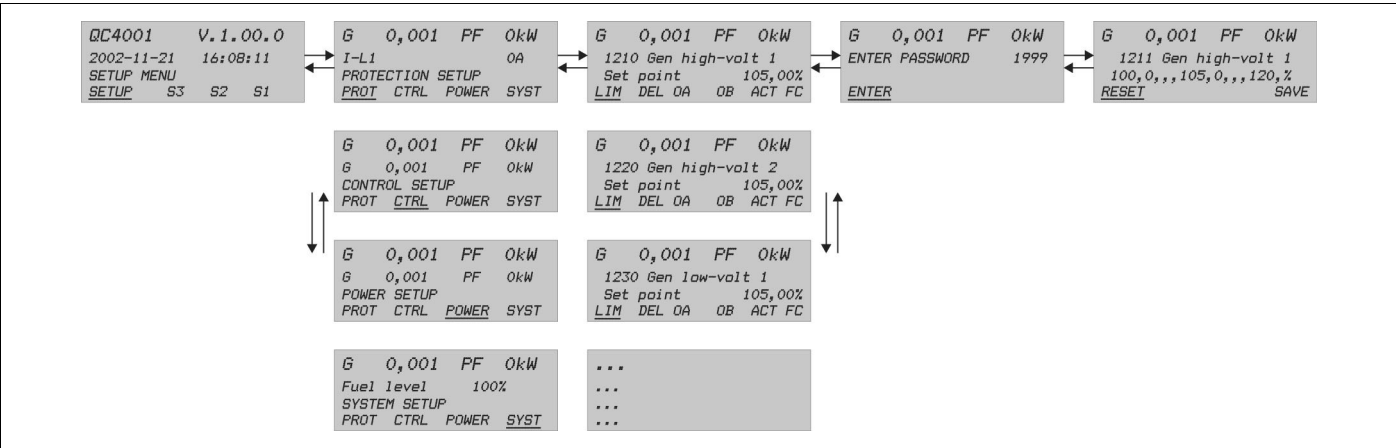 QC4001 V.1.00.0
2002-11-21 16:08:11
SETUP MENU
SETUP S3 S2 S1
G 0,001 PF 0kW
I-L1 0A
PROTECTION SETUP
PROT CTRL POWER SYST
G 0,001 PF 0kW
1210 Gen high-volt 1
Set point 105,00%
LIM DEL OA OB ACT FC
G 0,001 PF 0kW
ENTER PASSWORD 1999
ENTER
G 0,001 PF 0kW
1211 Gen high-volt 1
100,0,,,105,0,,,120,%
RESET SAVE
G 0,001 PF 0kW
G 0,001 PF 0kW
CONTROL SETUP
PROT CTRL POWER SYST
G 0,001 PF 0kW
1220 Gen high-volt 2
Set point 105,00%
LIM DEL OA OB ACT FC
G 0,001 PF 0kW
G 0,001 PF 0kW
POWER SETUP
PROT CTRL POWER SYST
G 0,001 PF 0kW
1230 Gen low-volt 1
Set point 105,00%
LIM DEL OA OB ACT FC
G 0,001 PF 0kW
Fuel level 100%
SYSTEM SETUP
PROT CTRL POWER SYST
...
...
...
...